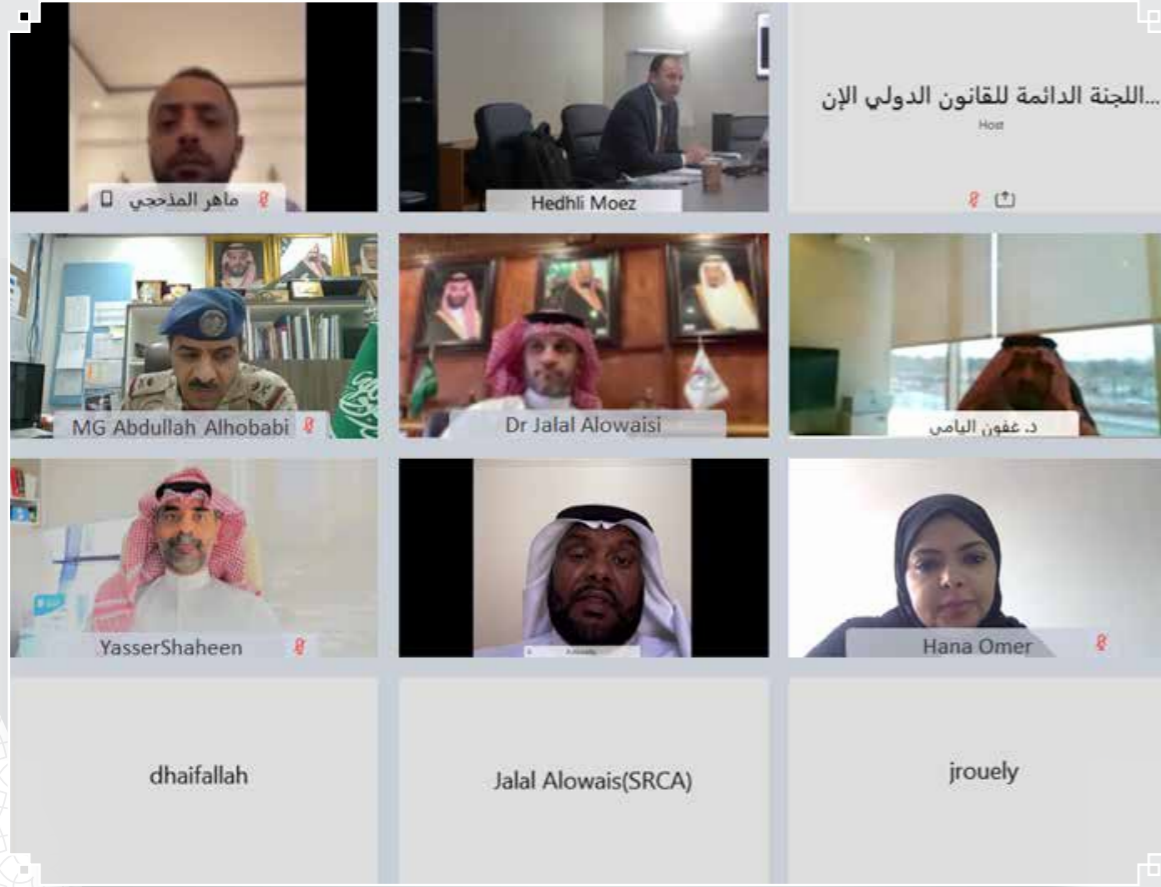 ماهر المذحجي
Hedhli Moez
اللجنة الدائمة للقانون الدولي الإن...
Host
MG Abdullah Alhobabi
Dr Jalal Alowaisi
د. غفون اليامي
YasserShaheen
Hana Omer
dhaifallah
Jalal Alowais(SRCA)
jrouely